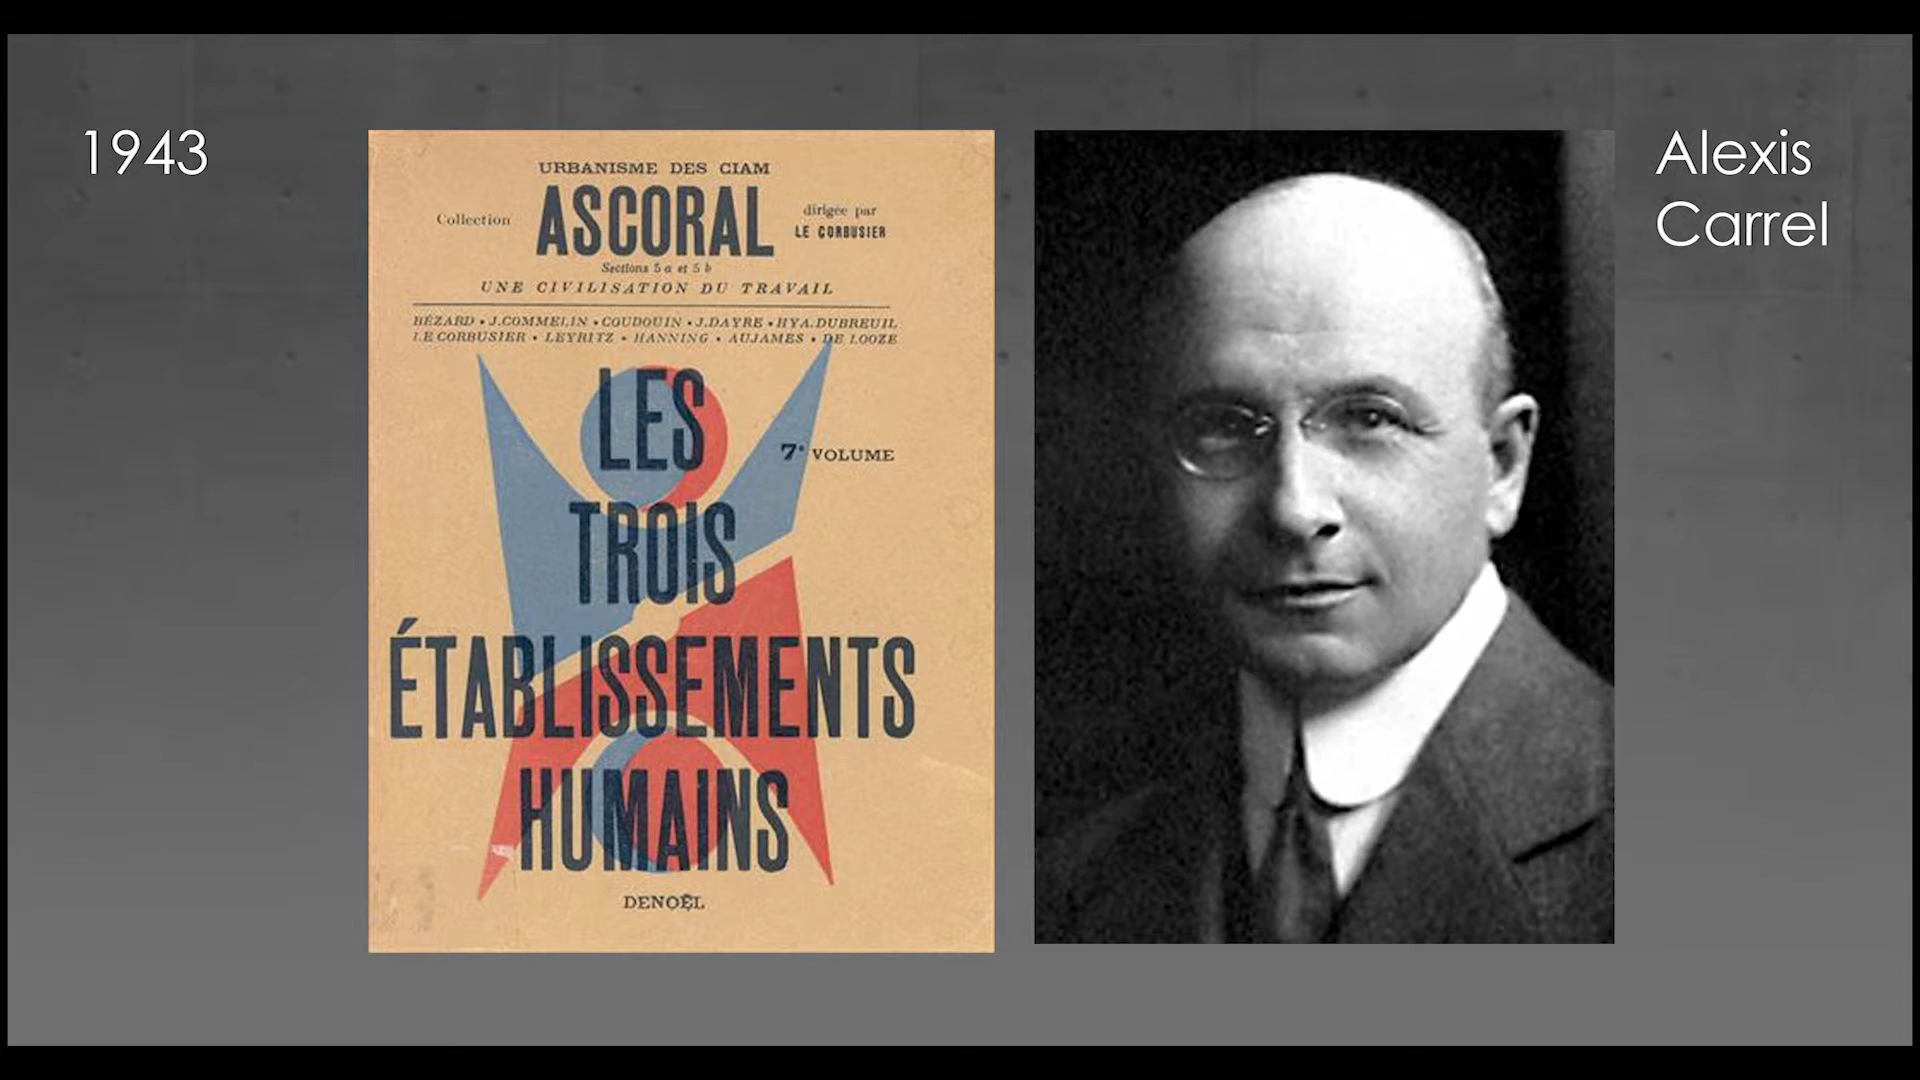 1943
URBANISME DES CIAM
Collection
ASCORAL
dirigée par
LE CORBUSIER
Sections 5 a et 5 b
UNE CIVILISATION DU TRAVAIL
BÉZARD • J.COMMELIN • COUDOUIN • J.DAYRE • HYA.DUBREUIL
LE CORBUSIER • LEYRITZ • HANNING • AUJAMES • DE LOOZE
LES
7e VOLUME
TROIS
ÉTABLISSEMENTS
HUMAINS
DENOËL
Alexis
Carrel